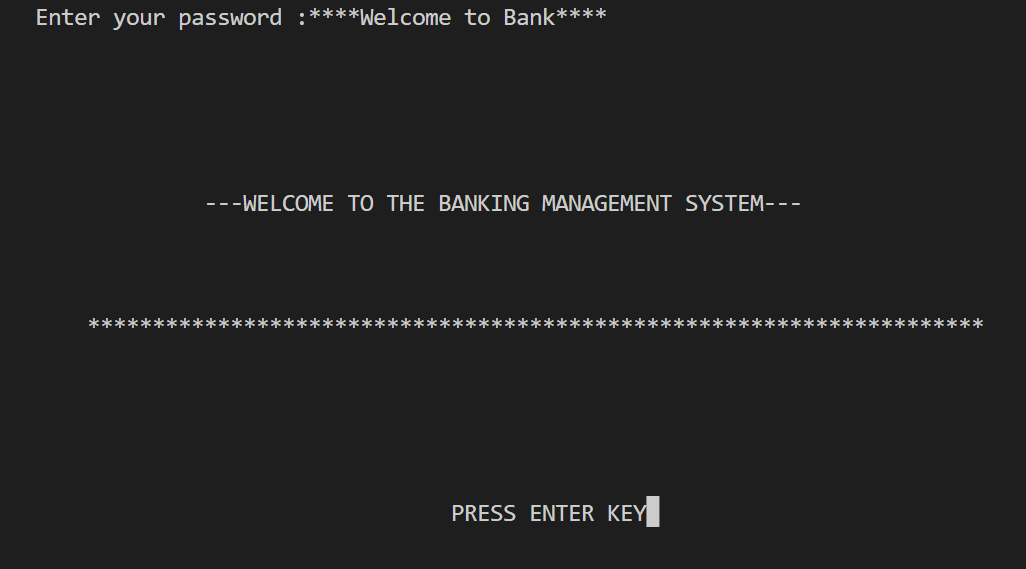 Enter your password :****Welcome to Bank****
---WELCOME TO THE BANKING MANAGEMENT SYSTEM---
*********************************************************************
PRESS ENTER KEY